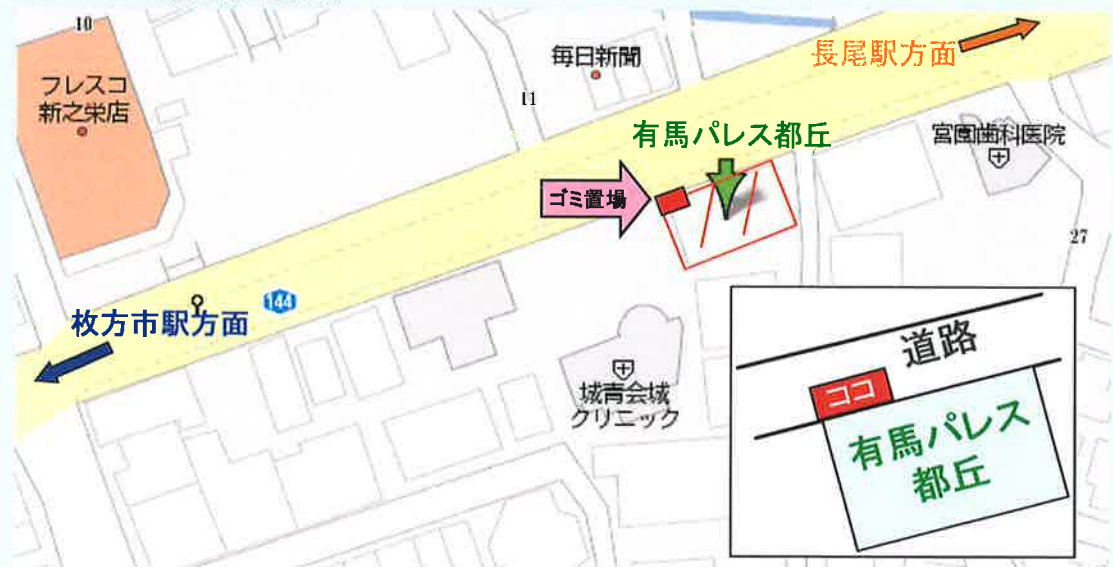 10
フレスコ
新之栄店
毎日新聞
11
長尾駅方面
有馬パレス都丘
宮園歯科医院
ゴミ置場
27
144
枚方市駅方面
城青会城
クリニック
道路
ココ
有馬パレス
都丘